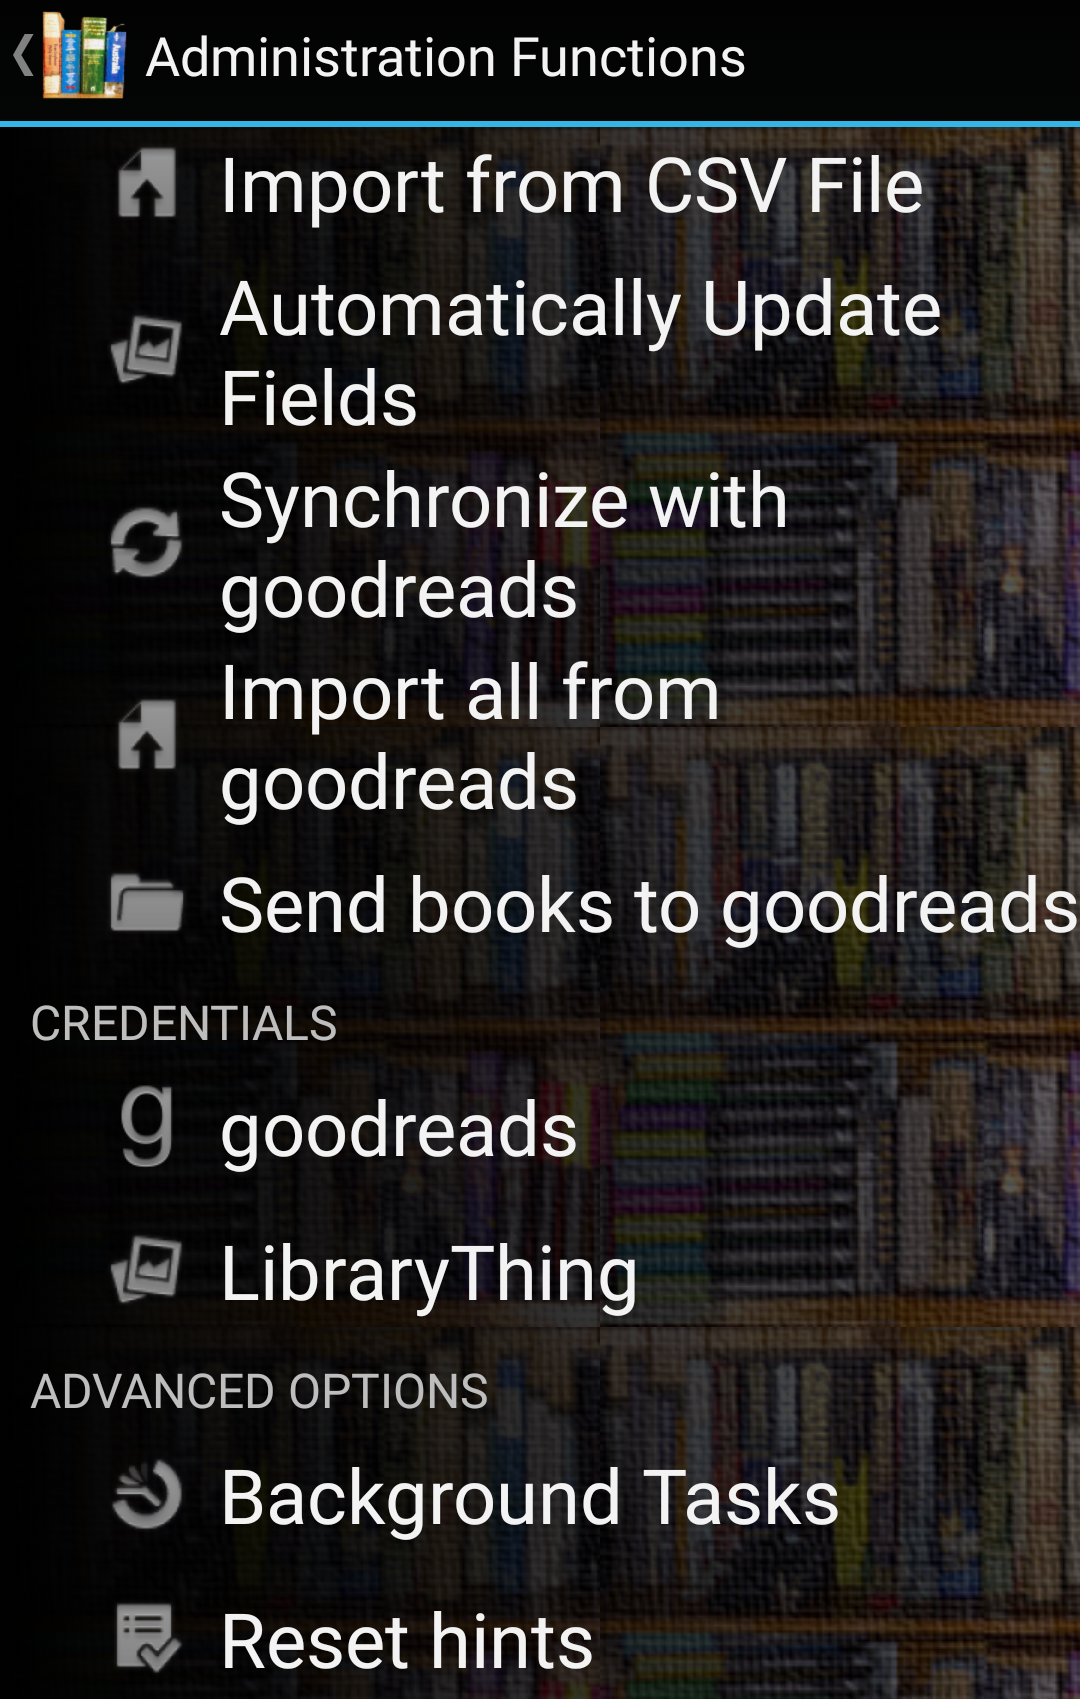 Administration Functions
Import from CSV File
Automatically Update
Fields
Synchronize with
goodreads
Import all from
goodreads
Send books to goodreads
CREDENTIALS
g goodreads
LibraryThing
ADVANCED OPTIONS
Background Tasks
Reset hints